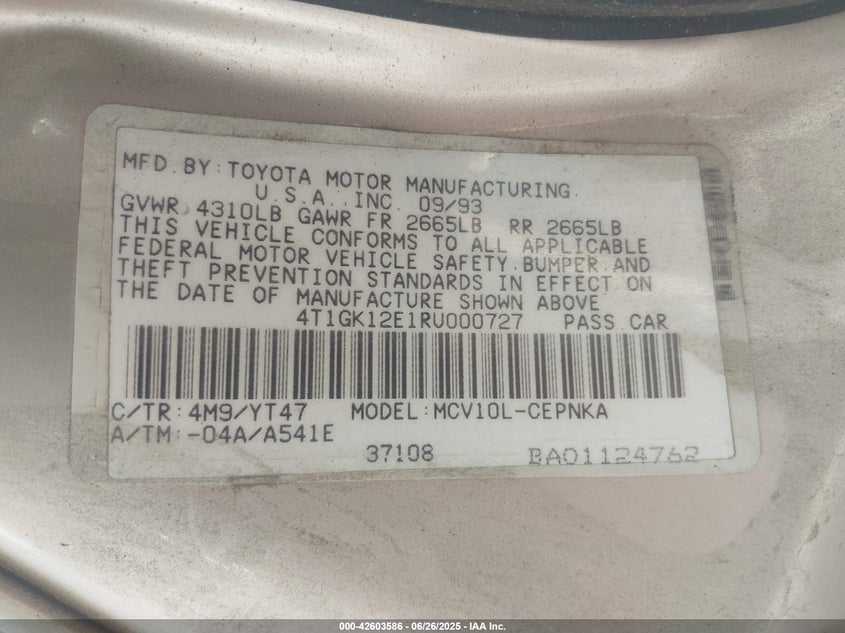 MFD.BY:TOYOTA MOTOR MANUFACTURING
U.S.A.,INC. 09/93
GVWR 4310LB GAWR FR 2665LB RR 2665LB
THIS VEHICLE CONFORMS TO ALL APPLICABLE
FEDERAL MOTOR VEHICLE SAFETY,BUMPER,AND
THEFT PREVENTION STANDARDS IN EFFECT ON
THE DATE OF MANUFACTURE SHOWN ABOVE
4T1GK12E1RU000727 PASS.CAR
C/TR:4M9/YT47 MODEL:MCV10L-CEPNKA
A/TM:-04A/A541E
37108 BA01124762
000-42603586 - 06/26/2025 - IAA Inc.